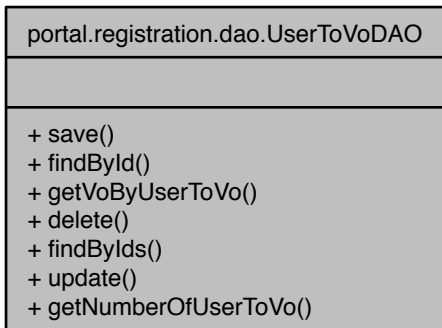 portal.registration.dao.UserToVoDAO
+ save()
+ findById()
+ getVoByUserToVo()
+ delete()
+ findByIds()
+ update()
+ getNumberOfUserToVo()